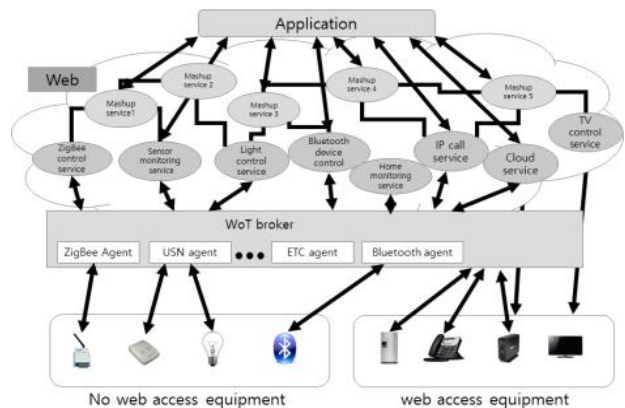 Application
Web
Mashup
service1
Mashup
service 2
Mashup
service 3
Mashup
service 4
Mashup
service 5
ZigBee
control
service
Sensor
monitoring
service
Light
control
service
Bluetooth
device
control
Home
monitoring
service
IP call
service
Cloud
service
TV
control
service
WoT broker
ZigBee Agent
USN agent
ETC agent
Bluetooth agent
No web access equipment
web access equipment